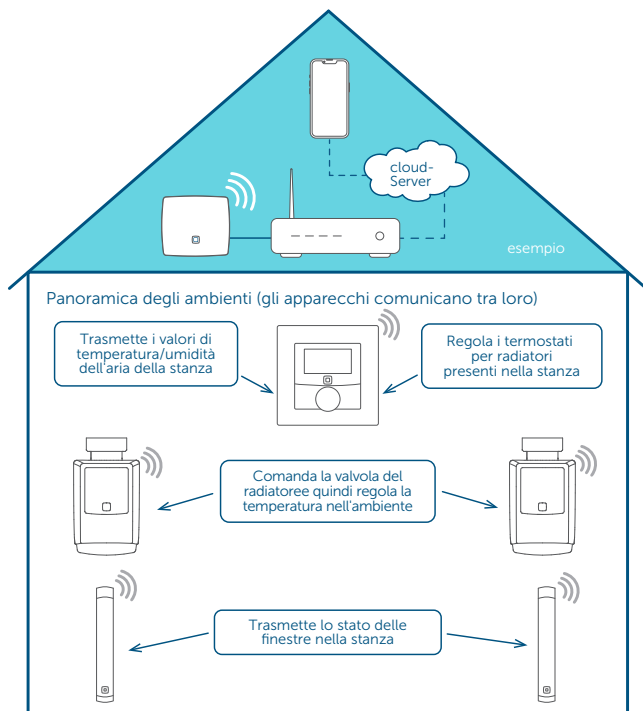 cloud-
Server
esempio
Panoramica degli ambienti (gli apparecchi comunicano tra loro)
Trasmette i valori di
temperatura/umidità
dell'aria della stanza
Regola i termostati
per radiatori
presenti nella stanza
Comanda la valvola del
radiatoree quindi regola la
temperatura nell'ambiente
Trasmette lo stato delle
finestre nella stanza